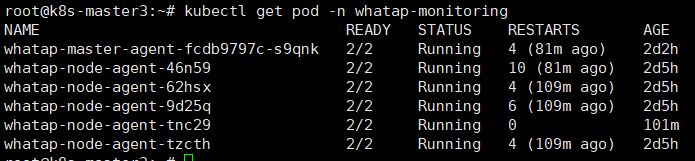 root@k8s-master3:~# kubectl get pod -n whatap-monitoring
NAME READY STATUS RESTARTS AGE
whatap-master-agent-fcdb9797c-s9qnk 2/2 Running 4 (81m ago) 2d2h
whatap-node-agent-46n59 2/2 Running 10 (81m ago) 2d5h
whatap-node-agent-62hsx 2/2 Running 4 (109m ago) 2d5h
whatap-node-agent-9d25q 2/2 Running 6 (109m ago) 2d5h
whatap-node-agent-tnc29 2/2 Running 0 101m
whatap-node-agent-tzcth 2/2 Running 4 (109m ago) 2d5h
root@k8s-master3:~#